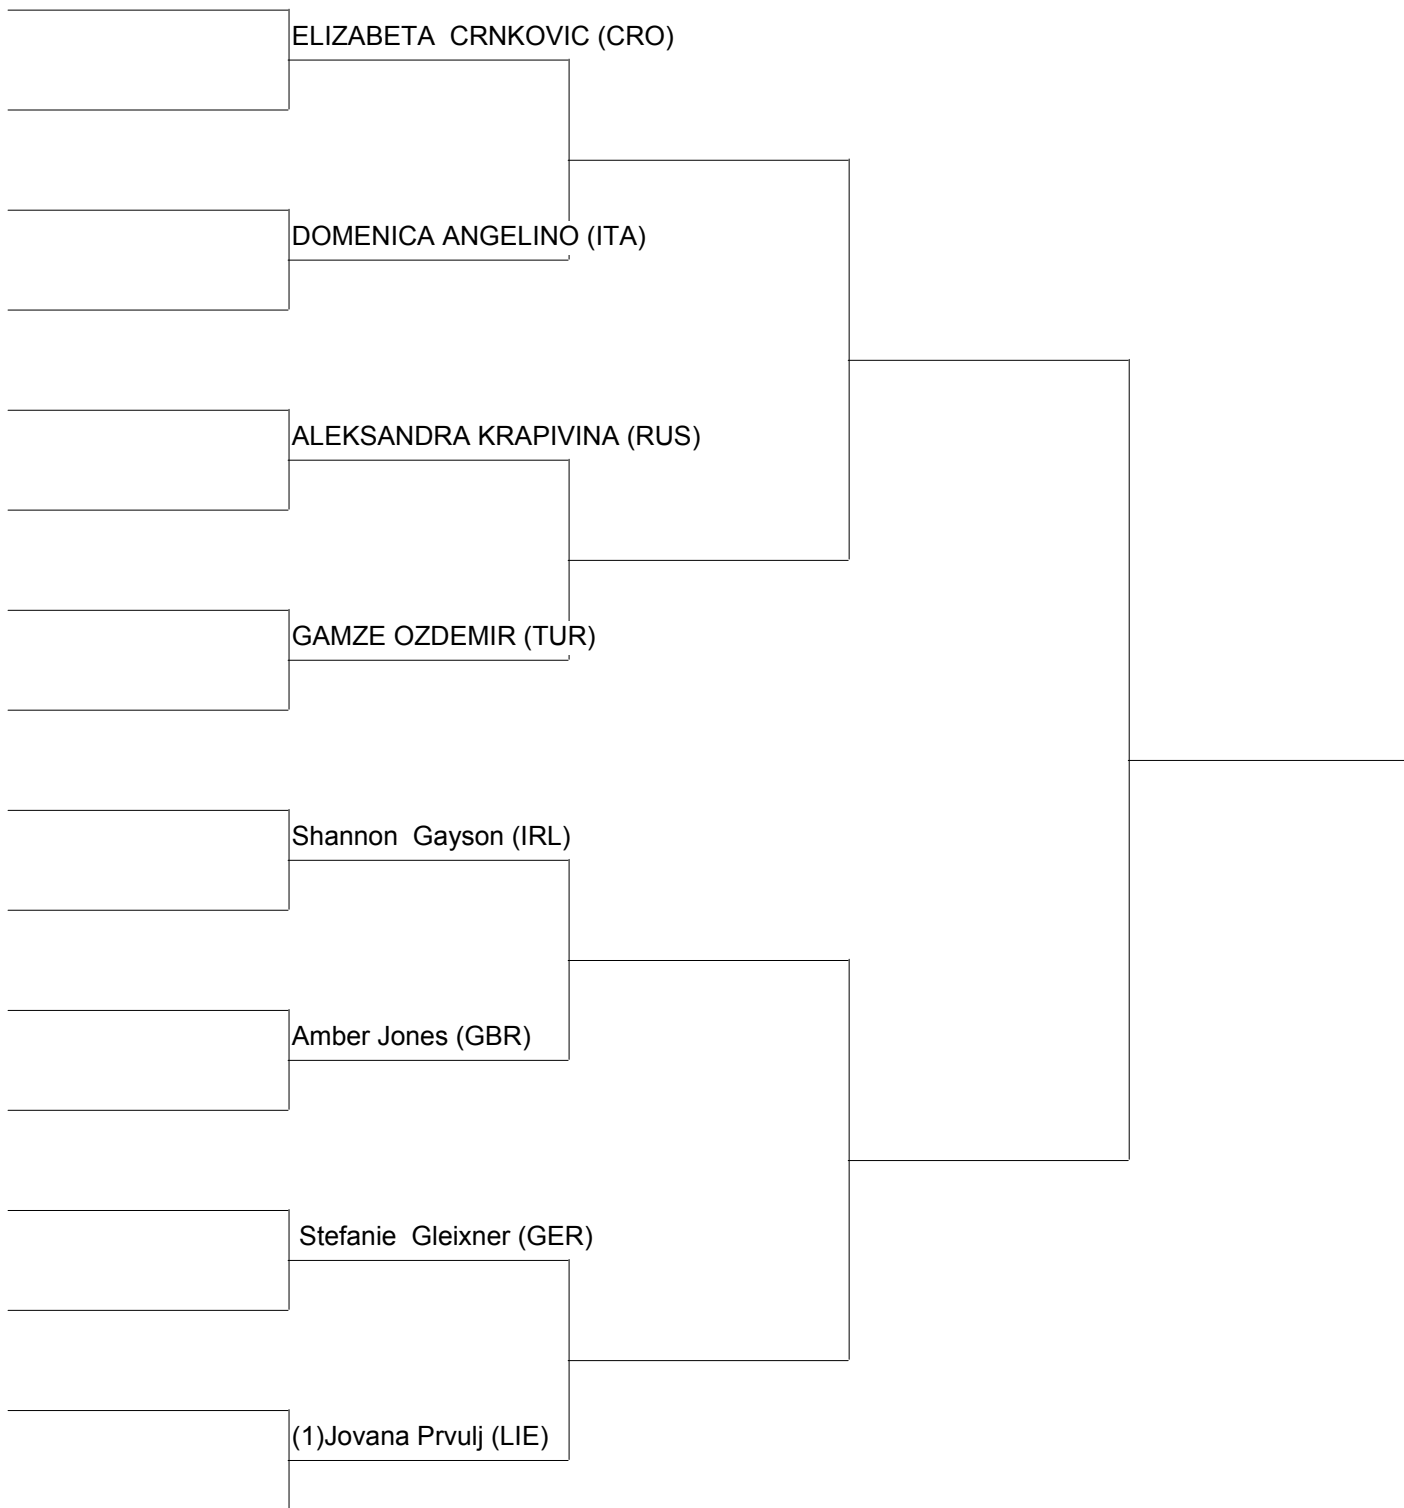 ELIZABETA  CRNKOVIC (CRO)
DOMENICA ANGELINO (ITA)
ALEKSANDRA KRAPIVINA (RUS)
GAMZE OZDEMIR (TUR)
Shannon  Gayson (IRL)
Amber Jones (GBR)
Stefanie  Gleixner (GER)
(1)Jovana Prvulj (LIE)